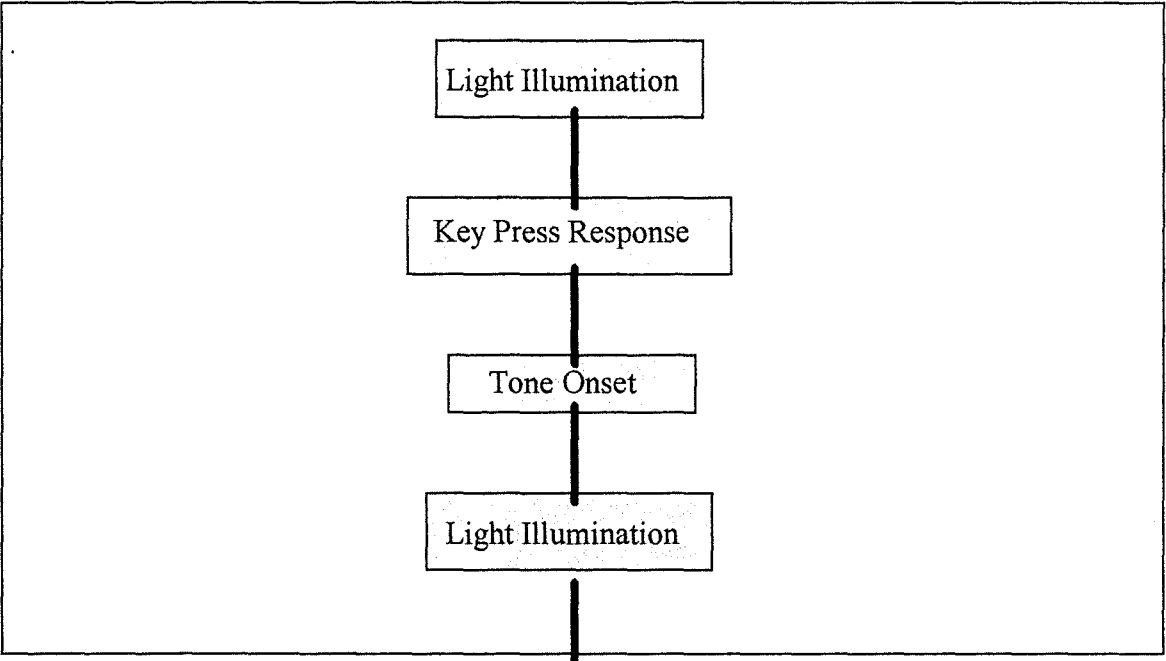 Light Illumination
Key Press Response
Tone Onset
Light Illumination